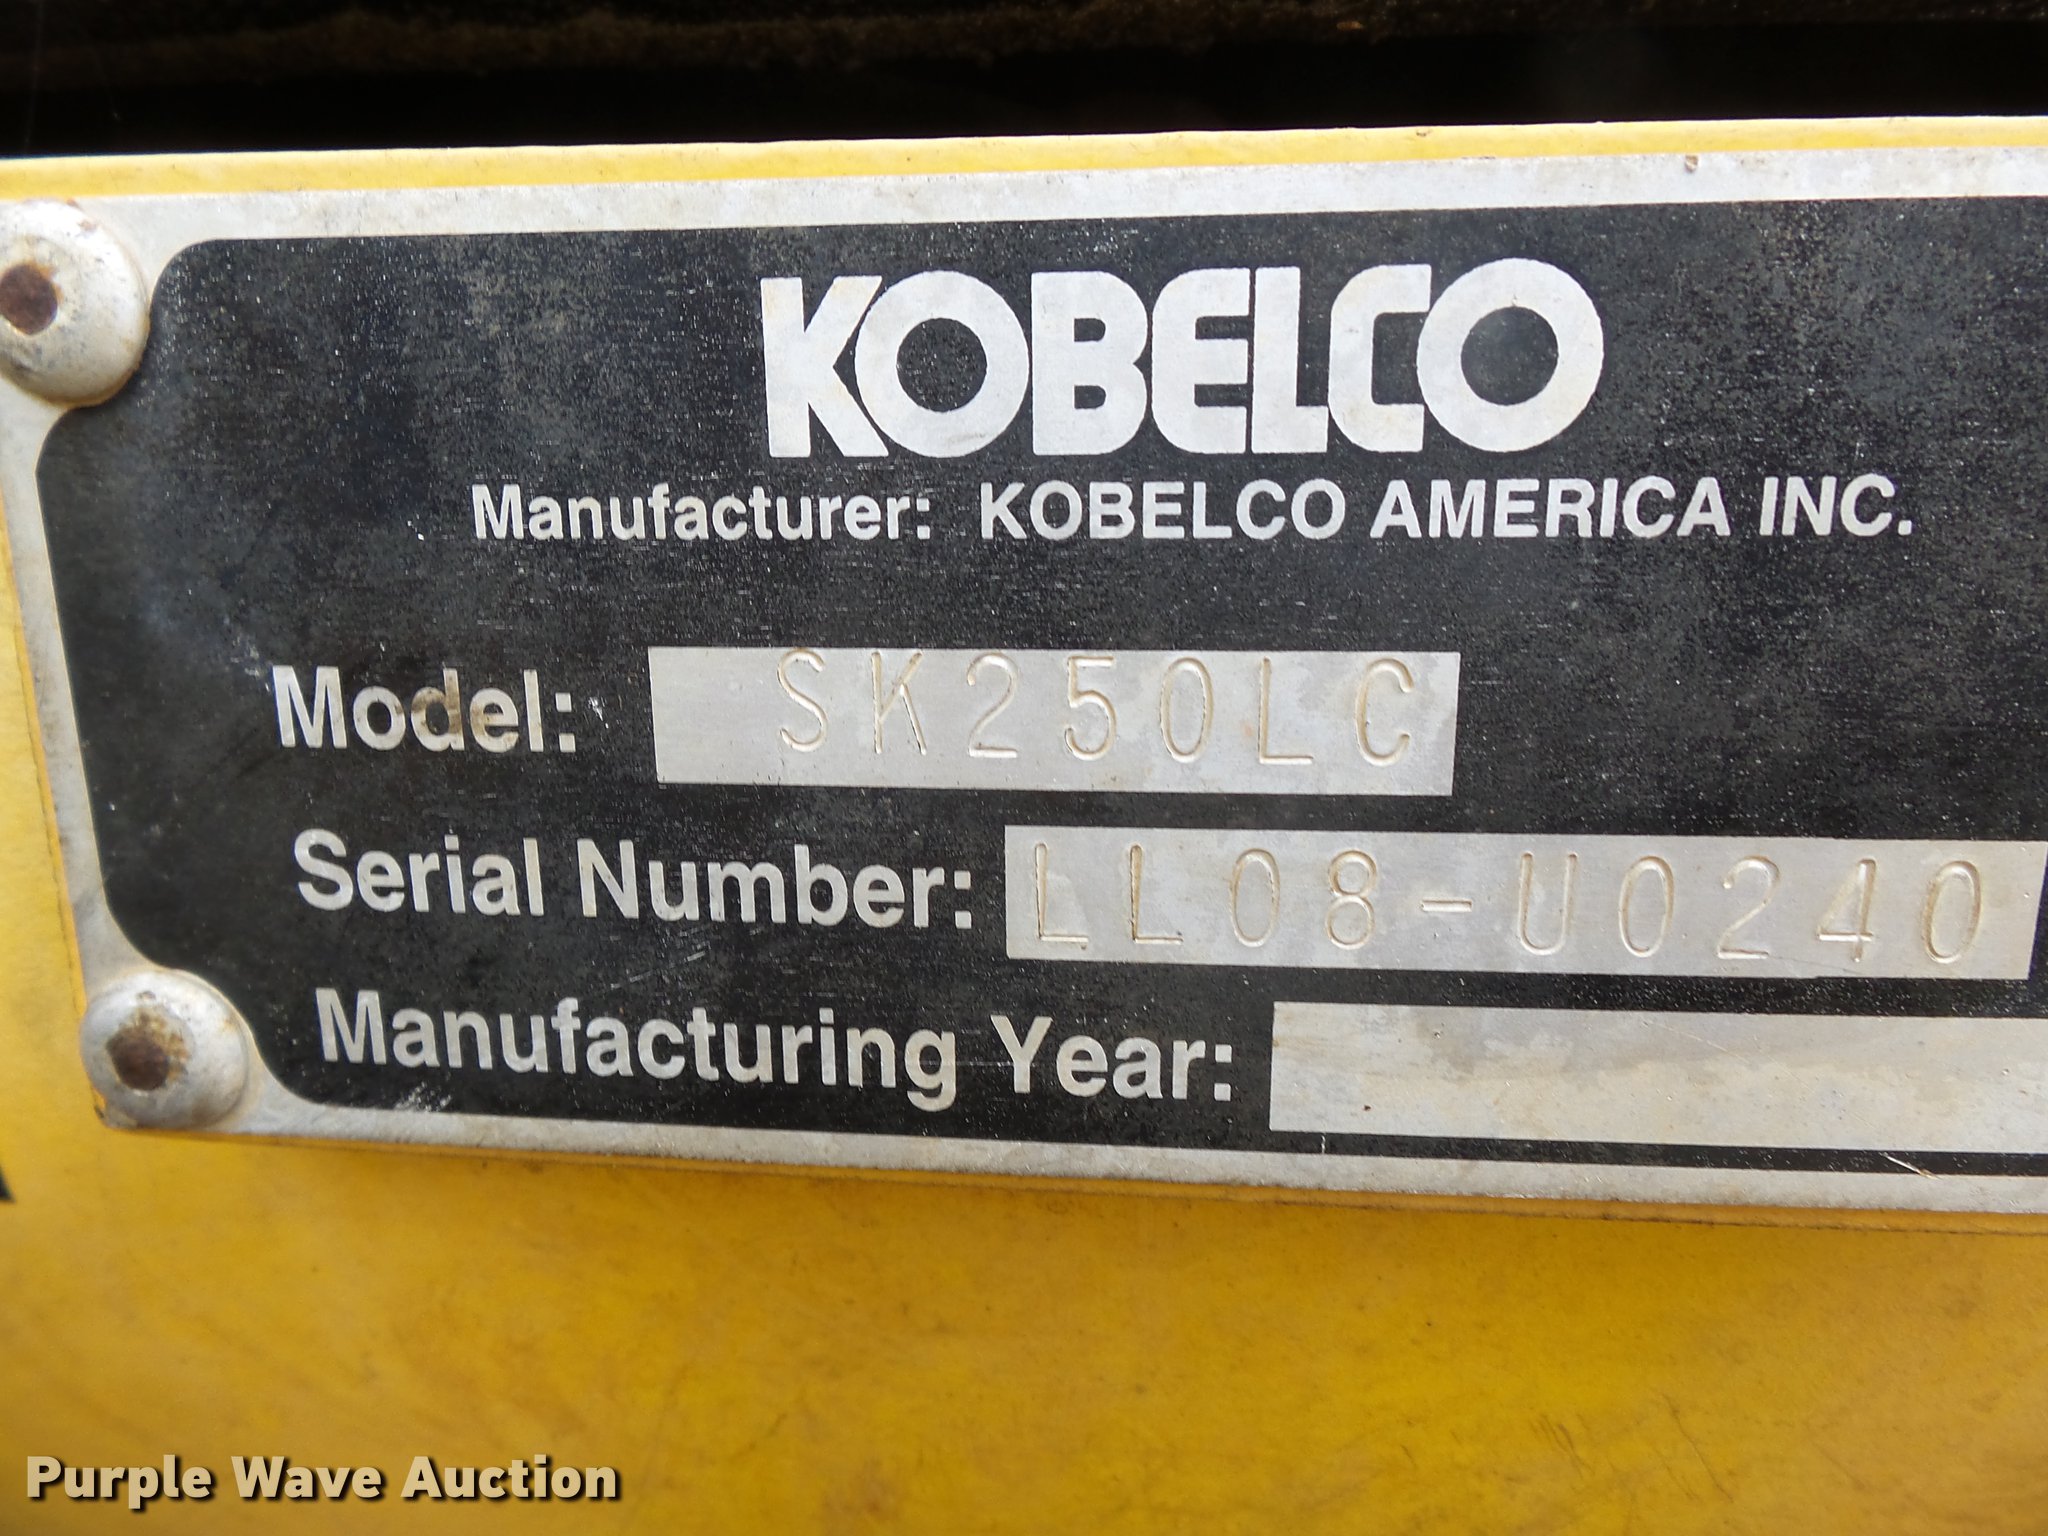 KOBELCO
Manufacturer: KOBELCO AMERICA INC.
Model: SK250LC
Serial Number: LL08-U0240
Manufacturing Year:
Purple Wave Auction